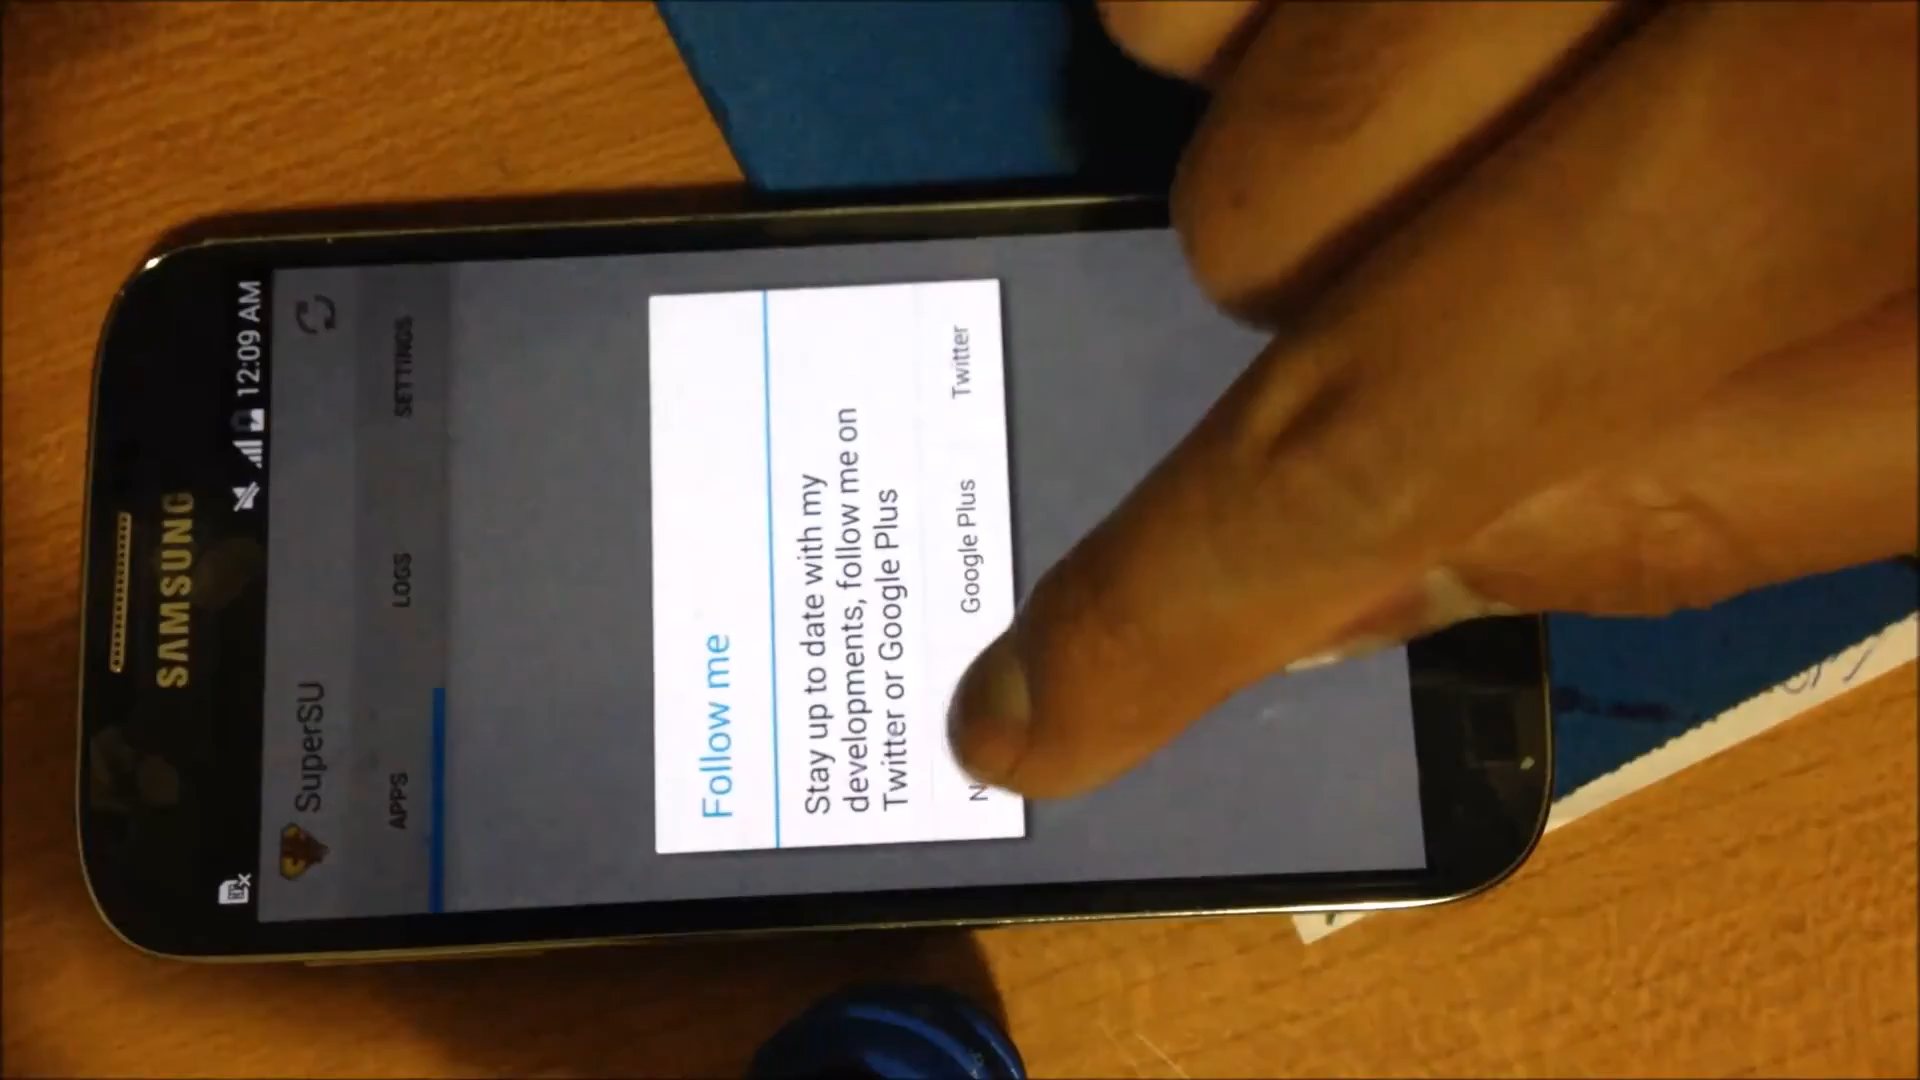 12:09 AM
SAMSUNG
SuperSU
APPS LOGS SETTINGS
Follow me
Stay up to date with my
developments, follow me on
Twitter or Google Plus
Google Plus Twitter